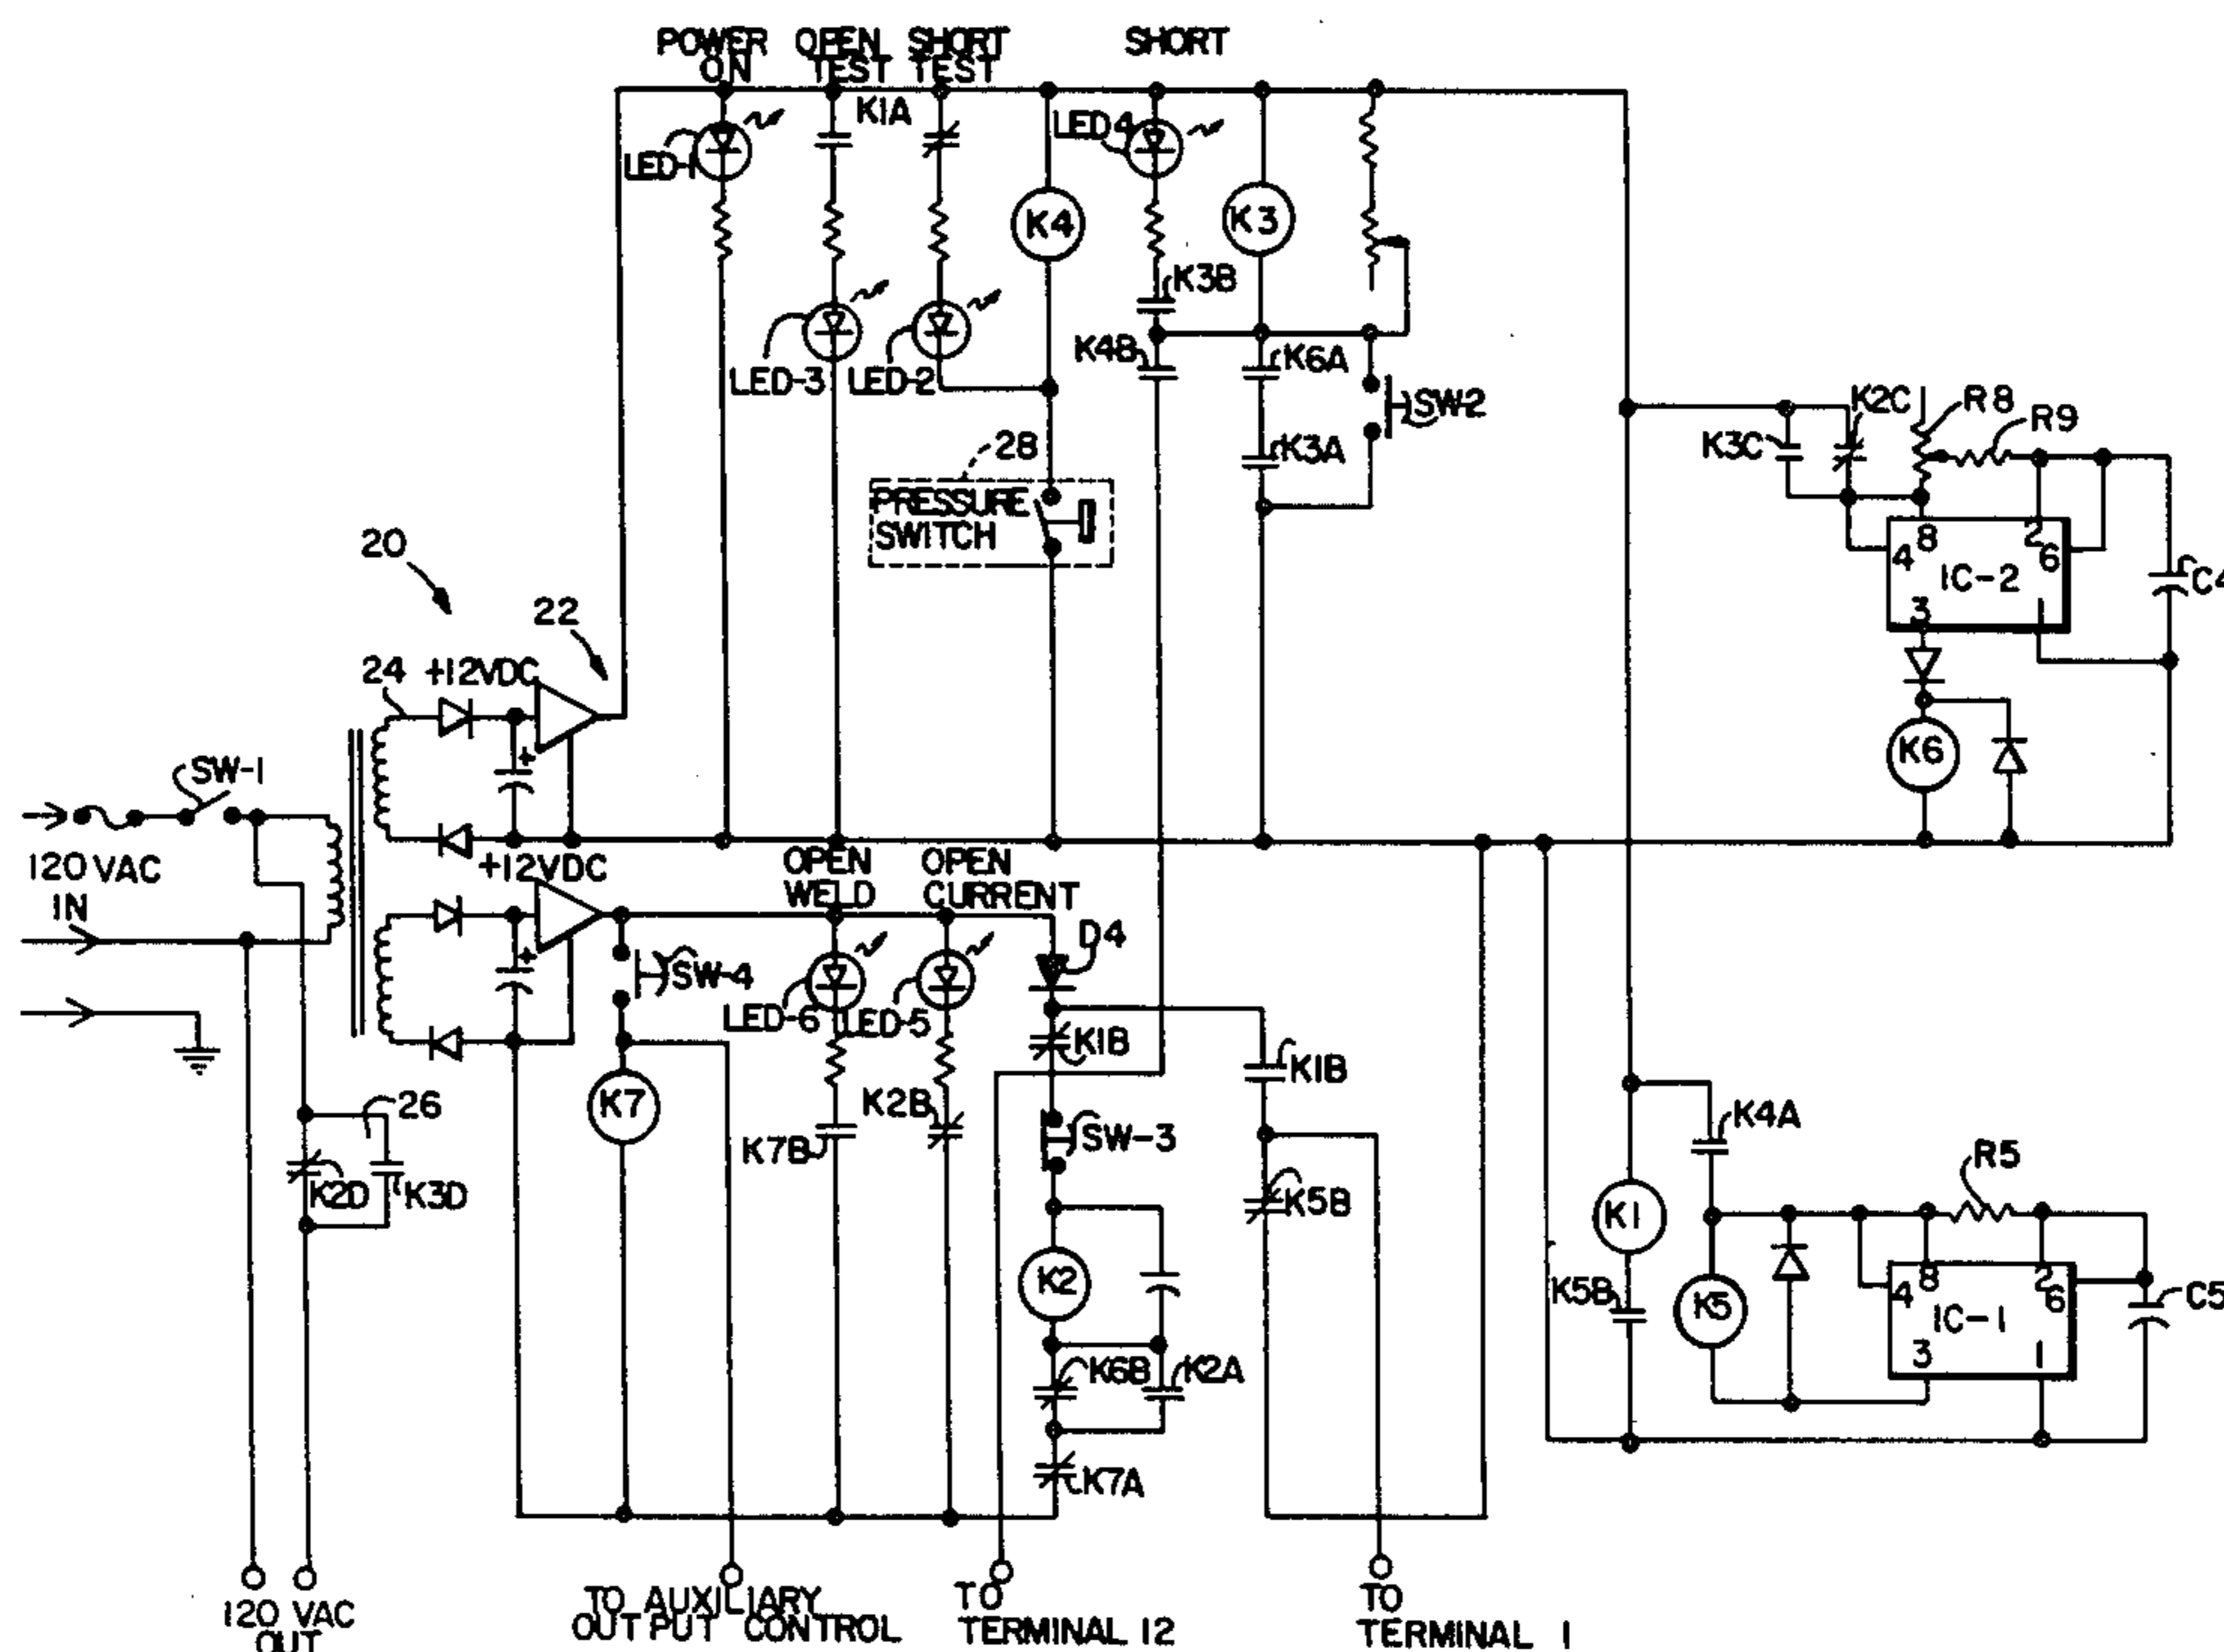 POWER ON
OPEN TEST
SHORT TEST
SHORT
K1A
LED-1
LED4
K4
K3
K3B
LED-3
LED-2
K4B
K6A
SW-2
K3A
28
PRESSURE
SWITCH
K2C
R8
R9
K3C
4
8
2
6
IC-2
3
1
C4
20
22
24
+12VDC
K6
SW-1
120 VAC
IN
+12VDC
OPEN
WELD
OPEN
CURRENT
D4
SW-4
LED-6
LED-5
K1B
K1B
K7
K2B
K7B
SW-3
26
K2D
K3D
K5B
K4A
R5
K1
K5B
K5
4
8
2
6
IC-1
3
1
C5
K2
K6B
K2A
K7A
120 VAC
OUT
TO AUXILIARY
OUTPUT CONTROL
TO
TERMINAL 12
TO
TERMINAL 1